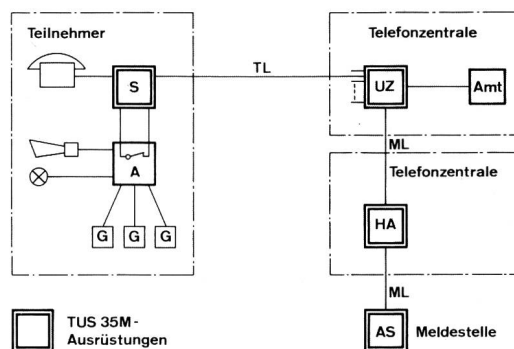 Teilnehmer
S
A
G G G
TL
Telefonzentrale
UZ
Amt
ML
Telefonzentrale
HA
ML
AS Meldestelle
TUS 35M-
Ausrüstungen